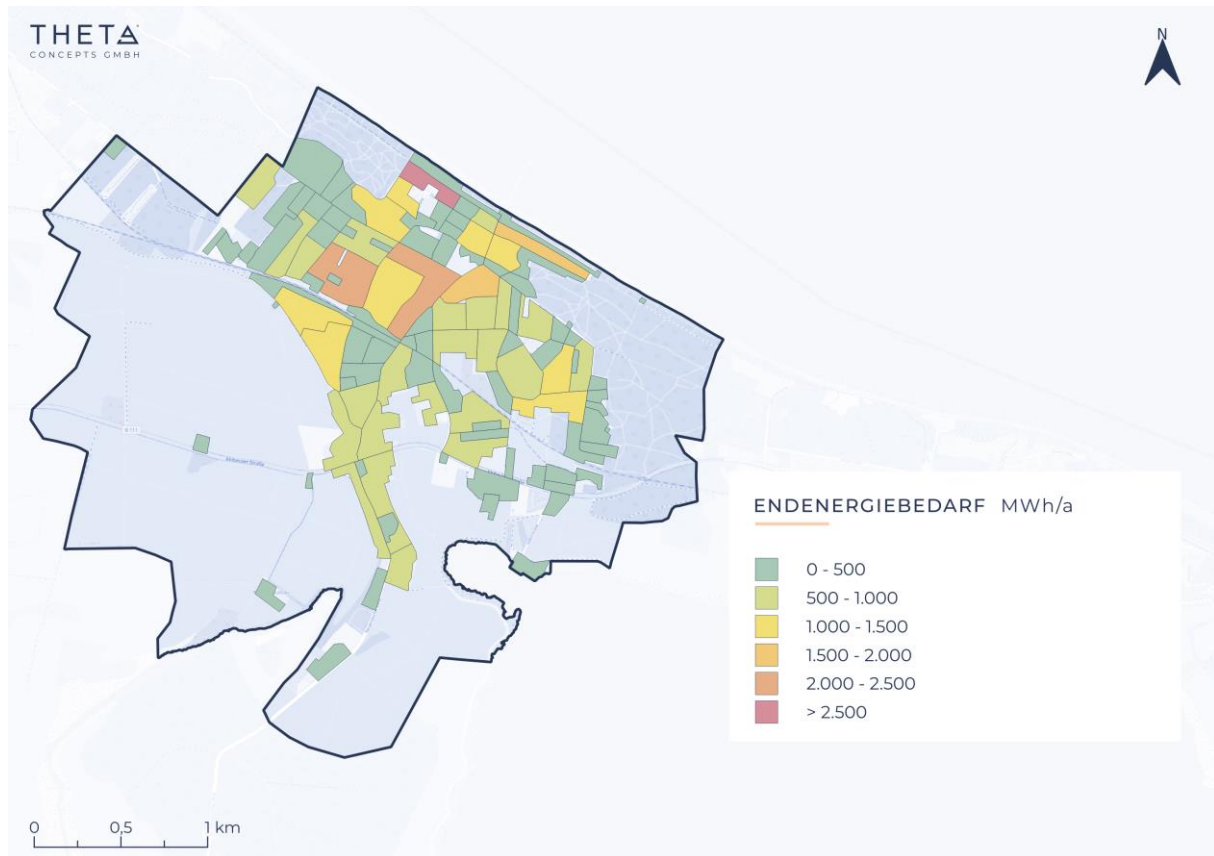 THETA
CONCEPTS GMBH
N
B 111
ENDENERGIEBEDARF MWh/a
0 - 500
500 - 1.000
1.000 - 1.500
1.500 - 2.000
2.000 - 2.500
> 2.500
0 0,5 1 km